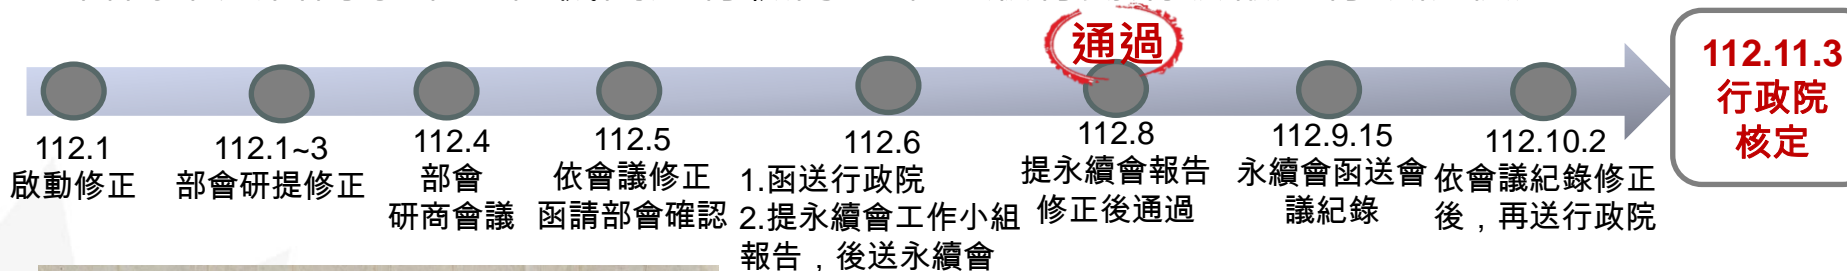 通過
112.1
啟動修正
112.1~3
部會研提修正
112.4
部會
研商會議
112.5
依會議修正
函請部會確認
112.6
1.函送行政院
2.提永續會工作小組
報告，後送永續會
112.8
提永續會報告
修正後通過
112.9.15
永續會函送會
議紀錄
112.10.2
依會議紀錄修正
後，再送行政院
112.11.3
行政院
核定